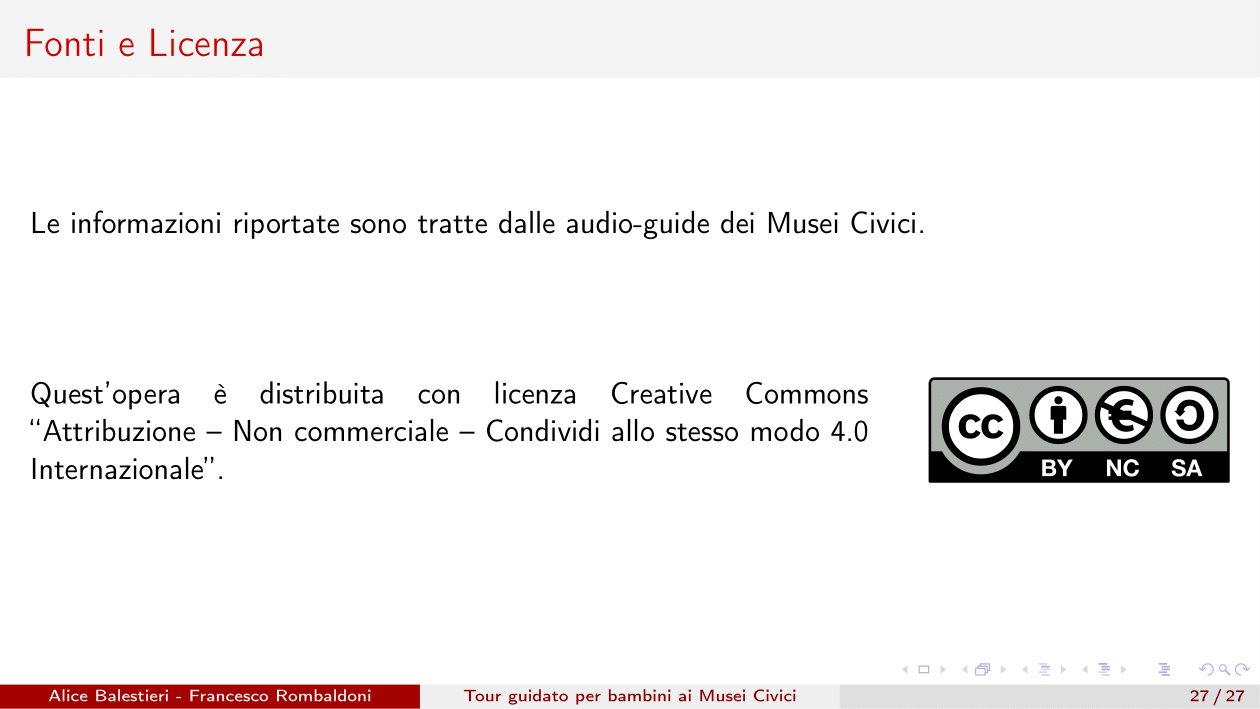 Fonti e Licenza
Le informazioni riportate sono tratte dalle audio-guide dei Musei Civici.
Quest'opera è distribuita con licenza Creative Commons
“Attribuzione – Non commerciale – Condividi allo stesso modo 4.0
Internazionale”.
cc
BY NC SA
Alice Balestieri - Francesco Rombaldoni Tour guidato per bambini ai Musei Civici 27 / 27